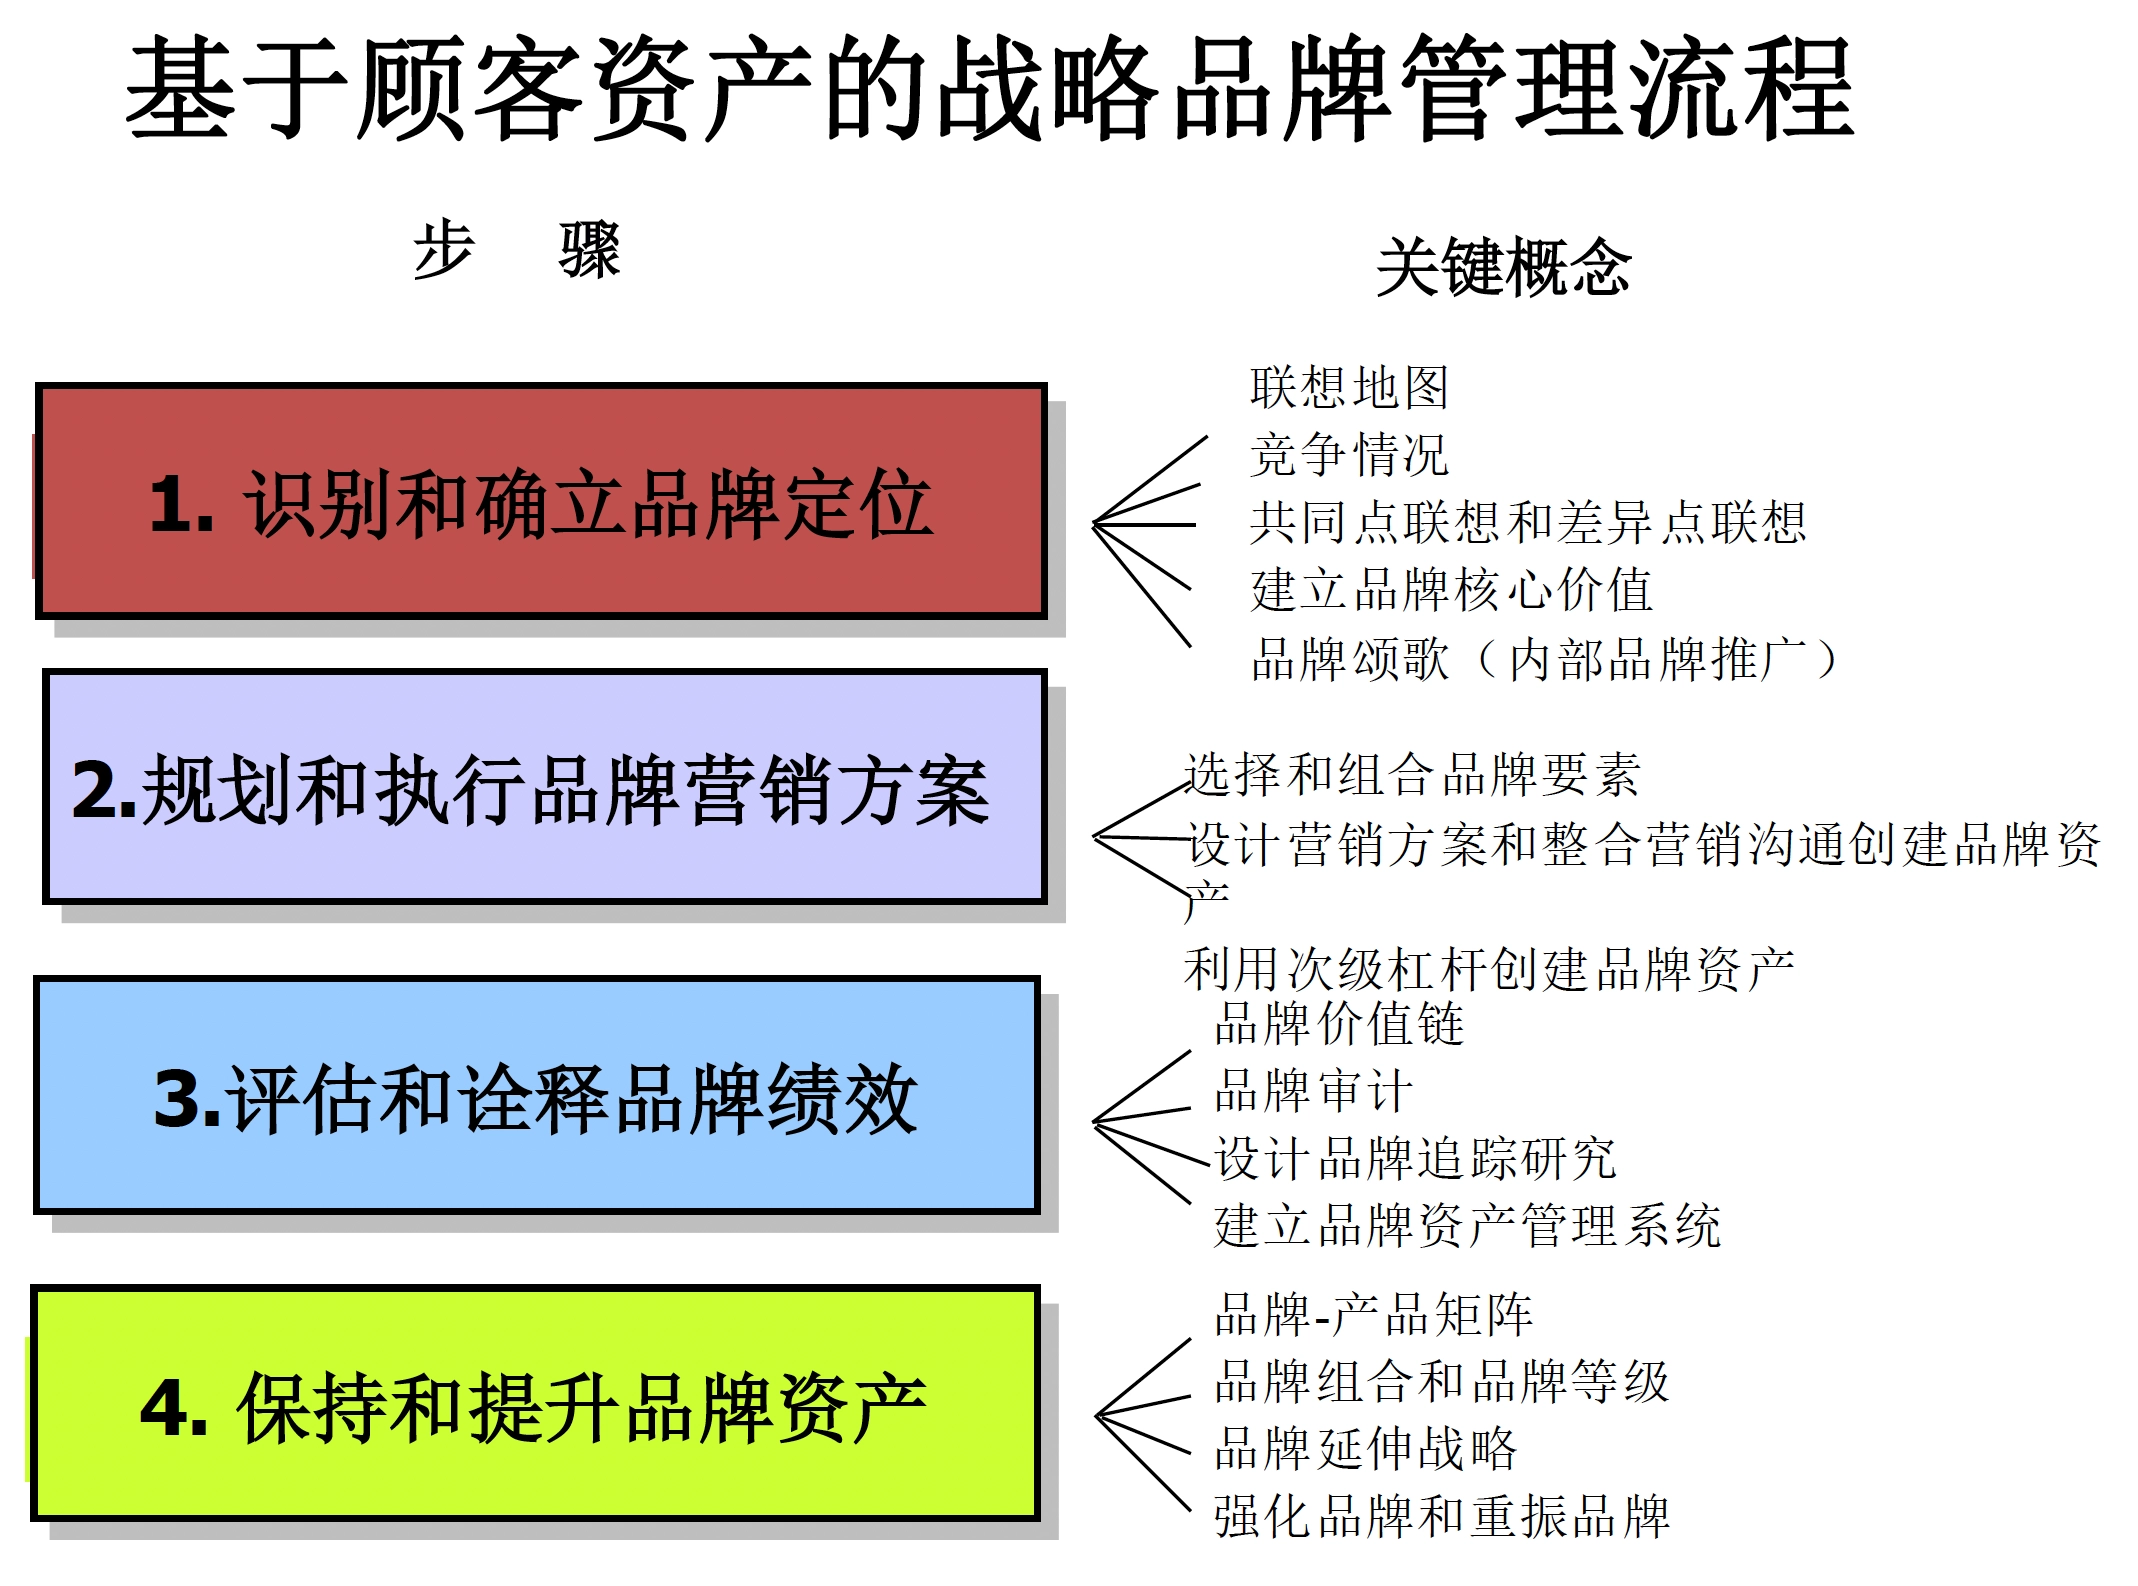 基于顾客资产的战略品牌管理流程
步 骤
关键概念
1. 识别和确立品牌定位
联想地图
竞争情况
共同点联想和差异点联想
建立品牌核心价值
品牌颂歌（内部品牌推广）
2.规划和执行品牌营销方案
选择和组合品牌要素
设计营销方案和整合营销沟通创建品牌资
产
利用次级杠杆创建品牌资产
3.评估和诠释品牌绩效
品牌价值链
品牌审计
设计品牌追踪研究
建立品牌资产管理系统
4. 保持和提升品牌资产
品牌-产品矩阵
品牌组合和品牌等级
品牌延伸战略
强化品牌和重振品牌